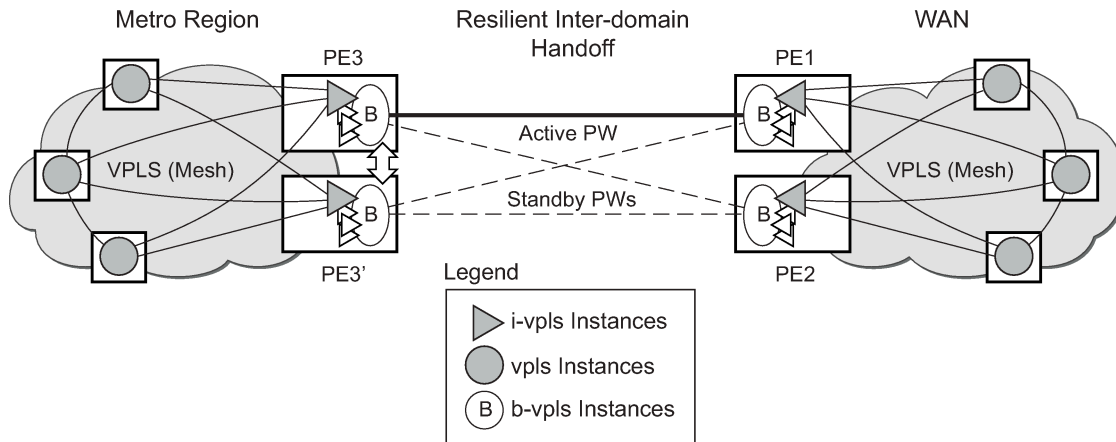 Metro Region
Resilient Inter-domain
Handoff
WAN
PE3
PE1
B
B
Active PW
VPLS (Mesh)
VPLS (Mesh)
Standby PWs
B
B
PE3'
PE2
Legend
i-vpls Instances
vpls Instances
B b-vpls Instances